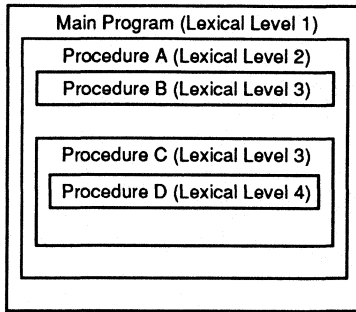 Main Program (Lexical Level 1)
Procedure A (Lexical Level 2)
Procedure B (Lexical Level 3)
Procedure C (Lexical Level 3)
Procedure D (Lexical Level 4)